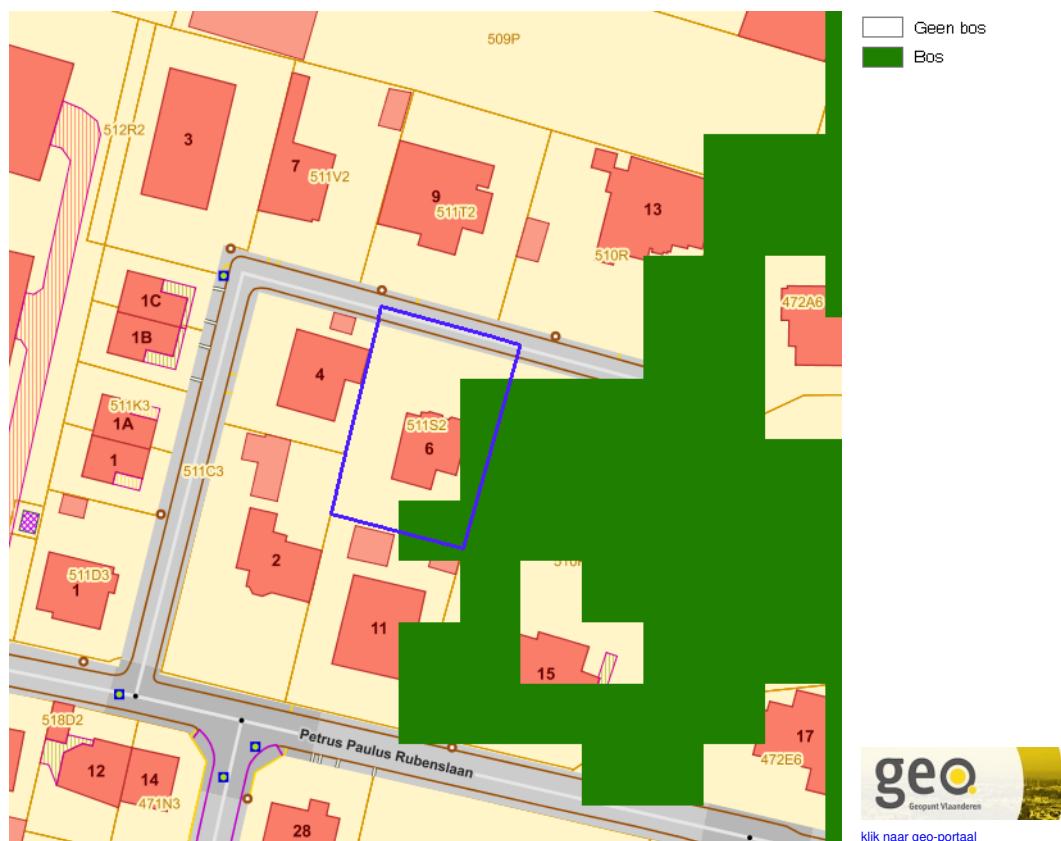 Geen bos
Bos
509P
512R2
3
7
511V2
9
511T2
13
510R
472A6
1C
1B
4
511K3
1A
1
511S2
6
511C3
2
511D3
1
11
15
518D2
12
14
471N3
Petrus Paulus Rubenslaan
17
472E6
28
geo
Geopunt Vlaanderen
klik naar geo-portaal